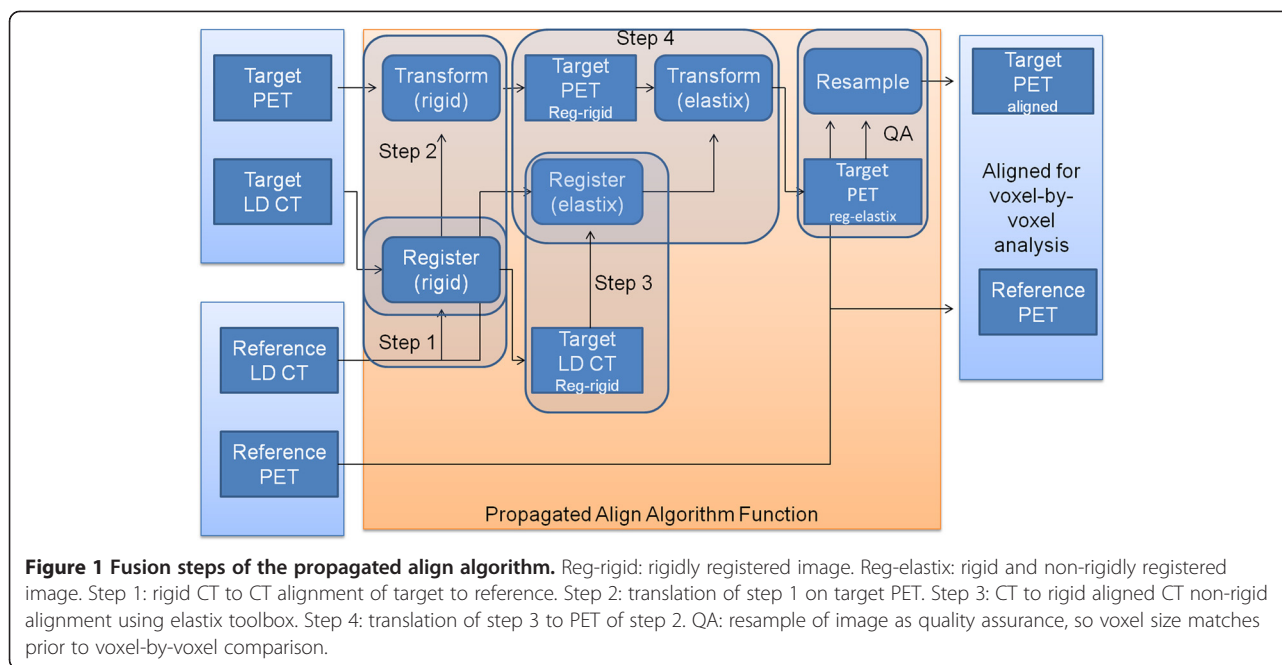 Target
PET
Target
LD CT
Reference
LD CT
Reference
PET
Step 4
Transform
(rigid)
Target
PET
Reg-rigid
Transform
(elastix)
Resample
Step 2
QA
Register
(elastix)
Target
PET
reg-elastix
Register
(rigid)
Step 3
Step 1
Target
LD CT
Reg-rigid
Propagated Align Algorithm Function
Target
PET
aligned
Aligned for
voxel-by-
voxel
analysis
Reference
PET
Figure 1 Fusion steps of the propagated align algorithm. Reg-rigid: rigidly registered image. Reg-elastix: rigid and non-rigidly registered
image. Step 1: rigid CT to CT alignment of target to reference. Step 2: translation of step 1 on target PET. Step 3: CT to rigid aligned CT non-rigid
alignment using elastix toolbox. Step 4: translation of step 3 to PET of step 2. QA: resample of image as quality assurance, so voxel size matches
prior to voxel-by-voxel comparison.